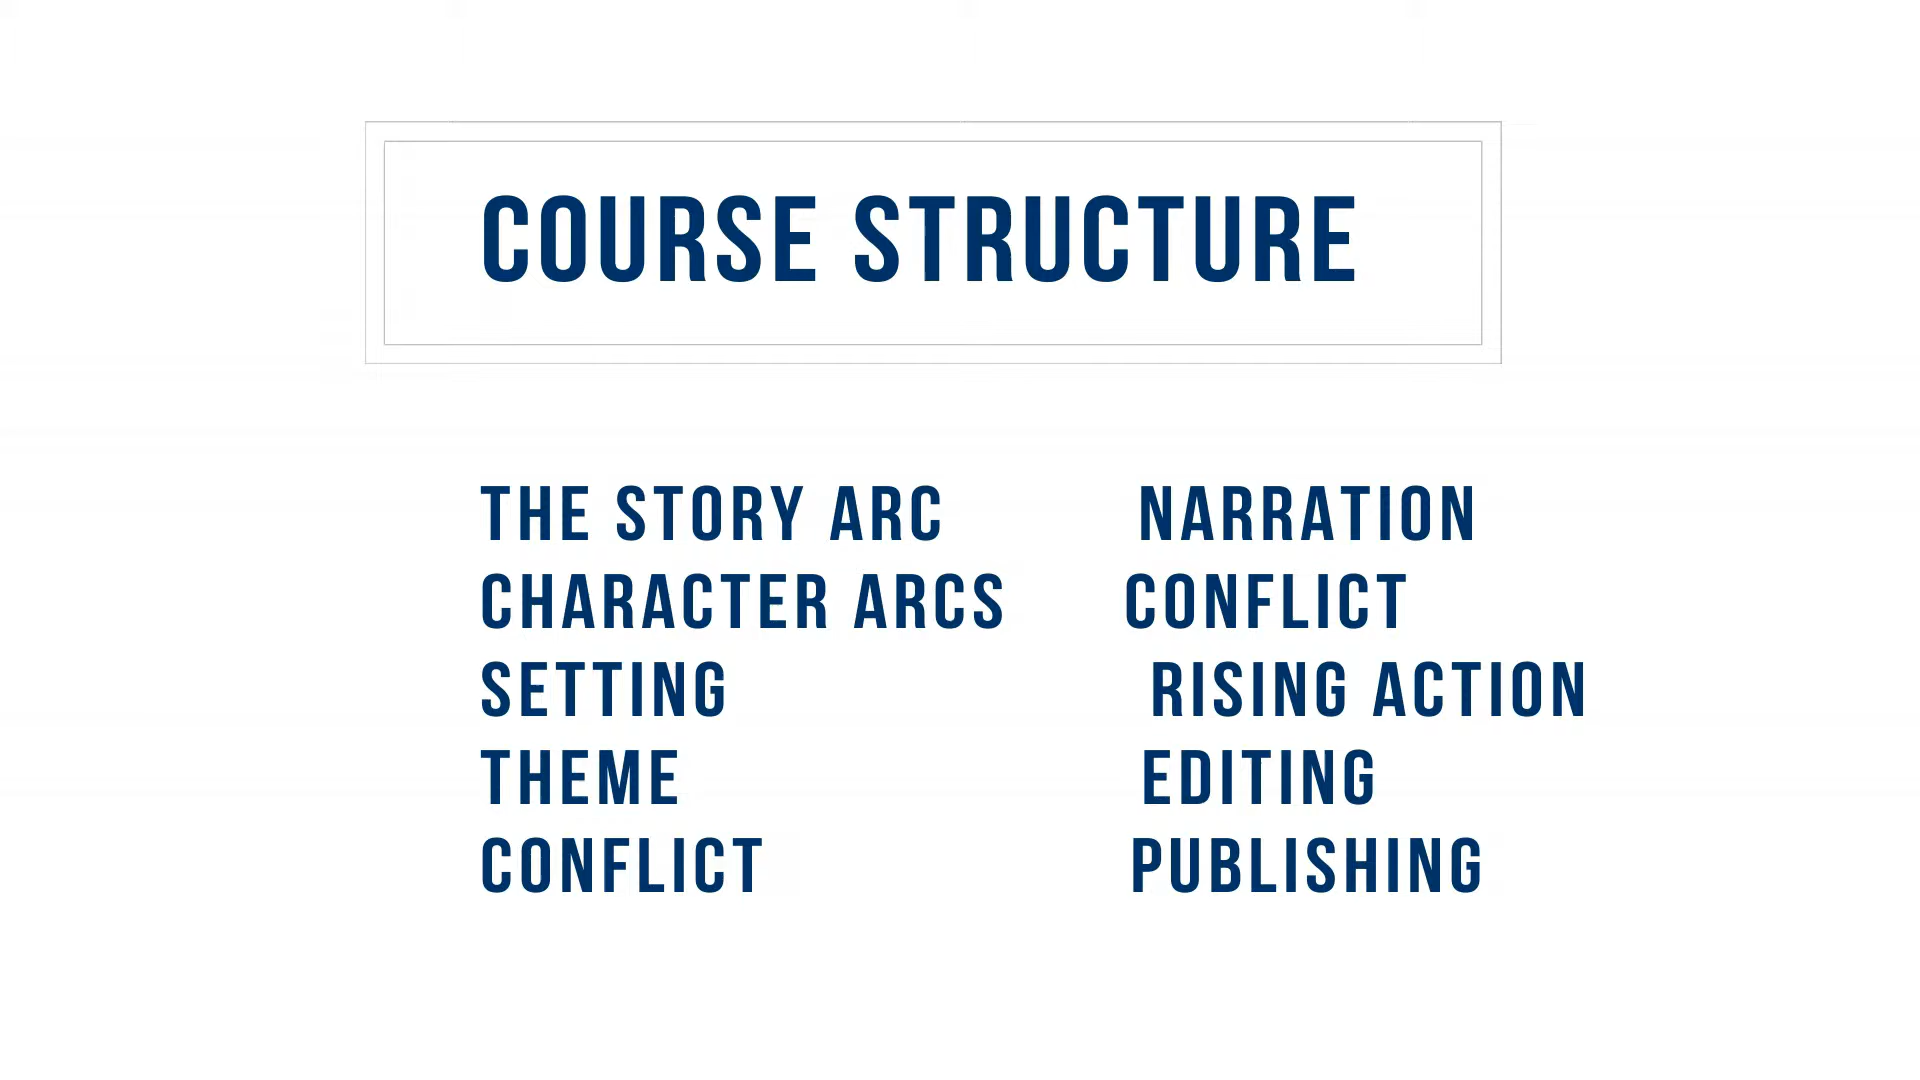 COURSE STRUCTURE
THE STORY ARC
CHARACTER ARCS
SETTING
THEME
CONFLICT
NARRATION
CONFLICT
RISING ACTION
EDITING
PUBLISHING